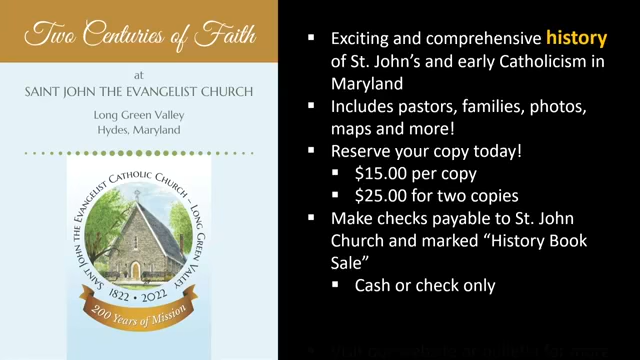 Two Centuries of Faith
at
SAINT JOHN THE EVANGELIST CHURCH
Long Green Valley
Hydes, Maryland
SAINT JOHN THE EVANGELIST CATHOLIC CHURCH – LONG GREEN VALLEY
1822 • 2022
200 Years of Mission
▪ Exciting and comprehensive history
of St. John’s and early Catholicism in
Maryland
▪ Includes pastors, families, photos,
maps and more!
▪ Reserve your copy today!
▪ $15.00 per copy
▪ $25.00 for two copies
▪ Make checks payable to St. John
Church and marked “History Book
Sale”
▪ Cash or check only